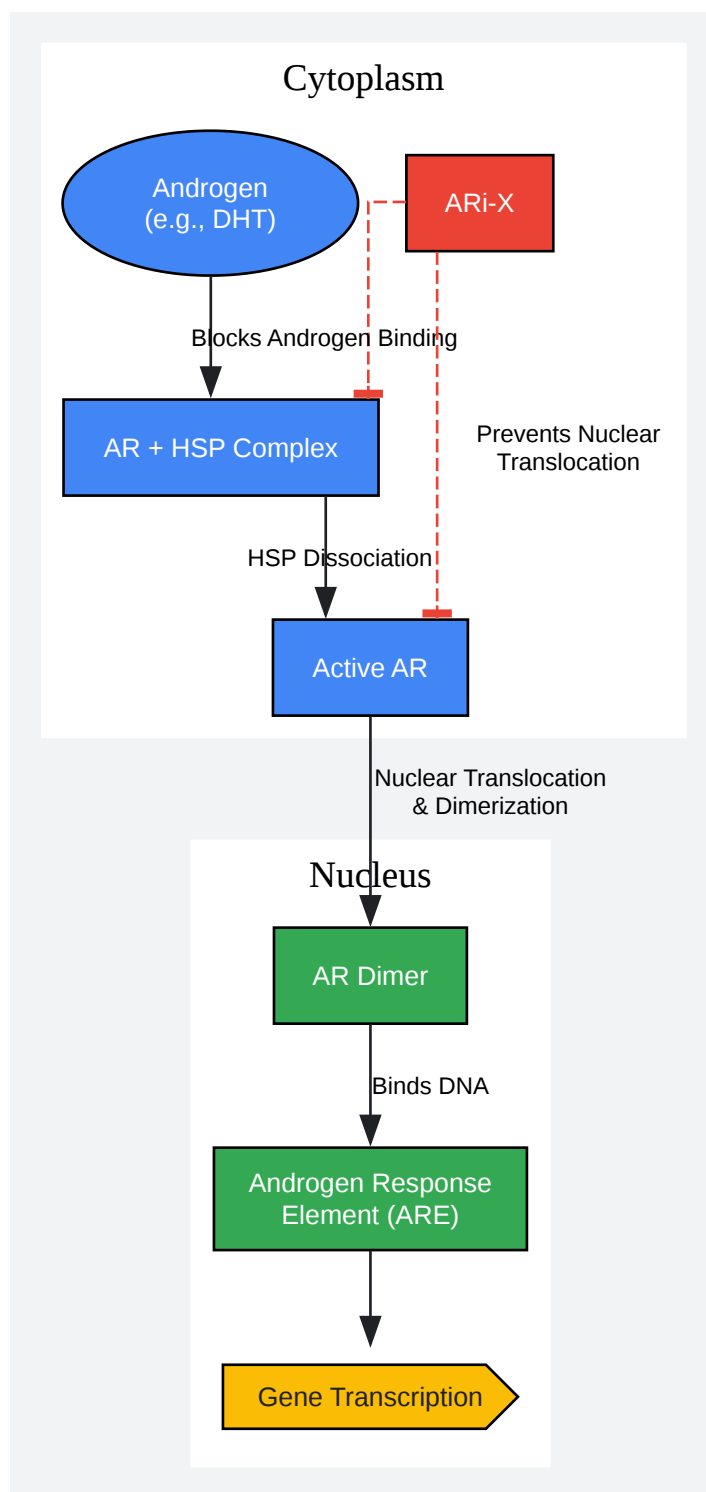 Cytoplasm
Androgen
(e.g., DHT)
ARi-X
Blocks Androgen Binding
AR + HSP Complex
Prevents Nuclear
Translocation
HSP Dissociation
Active AR
Nuclear Translocation
& Dimerization
Nucleus
AR Dimer
Binds DNA
Androgen Response
Element (ARE)
Gene Transcription